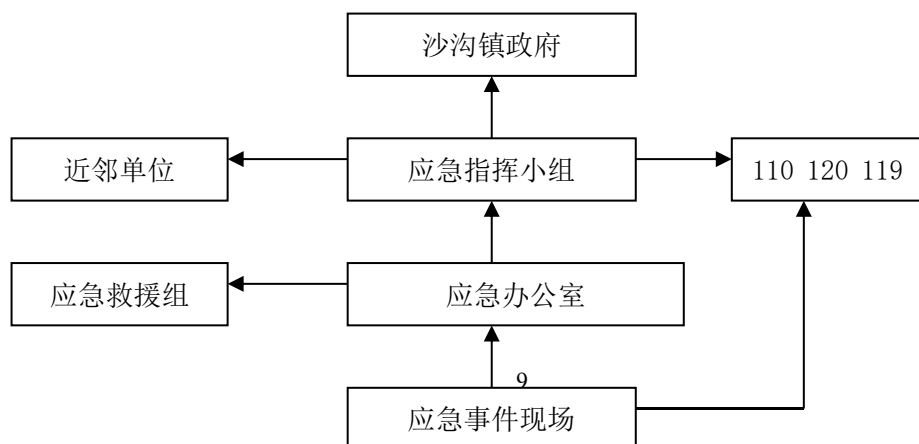 沙沟镇政府
近邻单位
应急指挥小组
110 120 119
应急救援组
应急办公室
9
应急事件现场